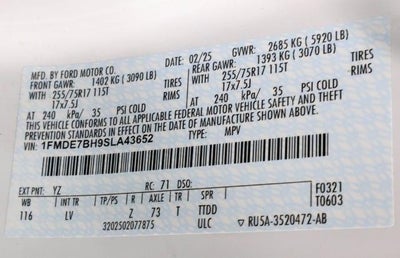 MFD. BY FORD MOTOR CO.
DATE: 02/25 GVWR: 2685 KG (5920 LB)
FRONT GAWR: 1402 KG (3090 LB)
REAR GAWR: 1393 KG (3070 LB)
WITH 255/75R17 115T TIRES
WITH 255/75R17 115T TIRES
17x7.5J
17x7.5J RIMS
AT 240 kPa/ 35 PSI COLD
AT 240 kPa/ 35 PSI COLD
THIS VEHICLE CONFORMS TO ALL APPLICABLE FEDERAL MOTOR VEHICLE SAFETY AND THEFT
PREVENTION STANDARDS IN EFFECT ON THE DATE OF MANUFACTURE SHOWN ABOVE.
VIN: 1FMDE7BH9SLA43652
TYPE: MPV
EXT PNT: YZ RC: 71 DSO:
WB INT TR TP/PS R AXLE TR SPR
116 LV Z 73 T TTDD
3202502077875 ULC
F0321
T0603
RU5A-3520472-AB